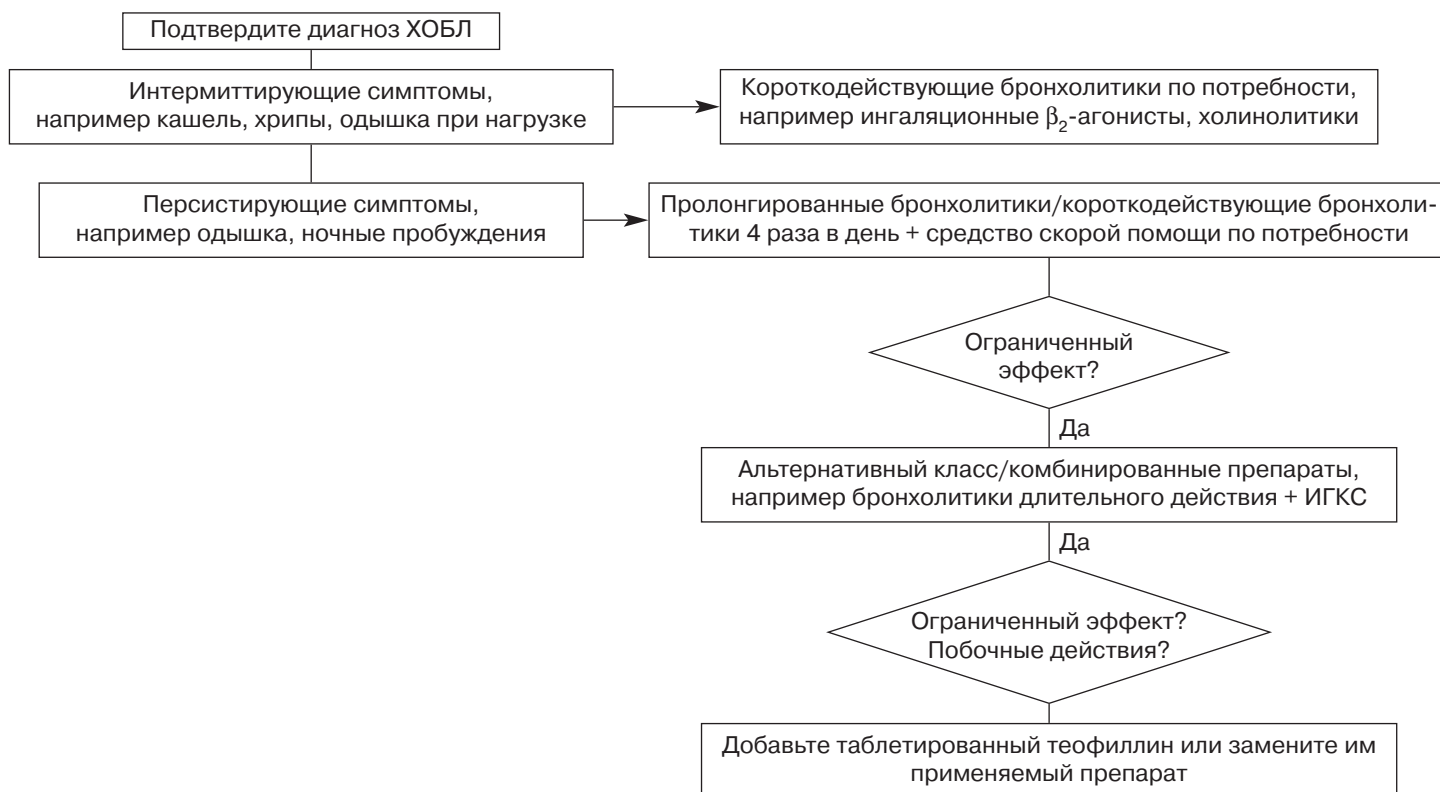 Подтвердите диагноз ХОБЛ
Интермиттирующие симптомы,
например кашель, хрипы, одышка при нагрузке
Короткодействующие бронхолитики по потребности,
например ингаляционные β₂-агонисты, холинолитики
Персистирующие симптомы,
например одышка, ночные пробуждения
Пролонгированные бронхолитики/короткодействующие бронхоли-
тики 4 раза в день + средство скорой помощи по потребности
Ограниченный
эффект?
Да
Альтернативный класс/комбинированные препараты,
например бронхолитики длительного действия + ИГКС
Да
Ограниченный эффект?
Побочные действия?
Добавьте таблетированный теофиллин или замените им
применяемый препарат